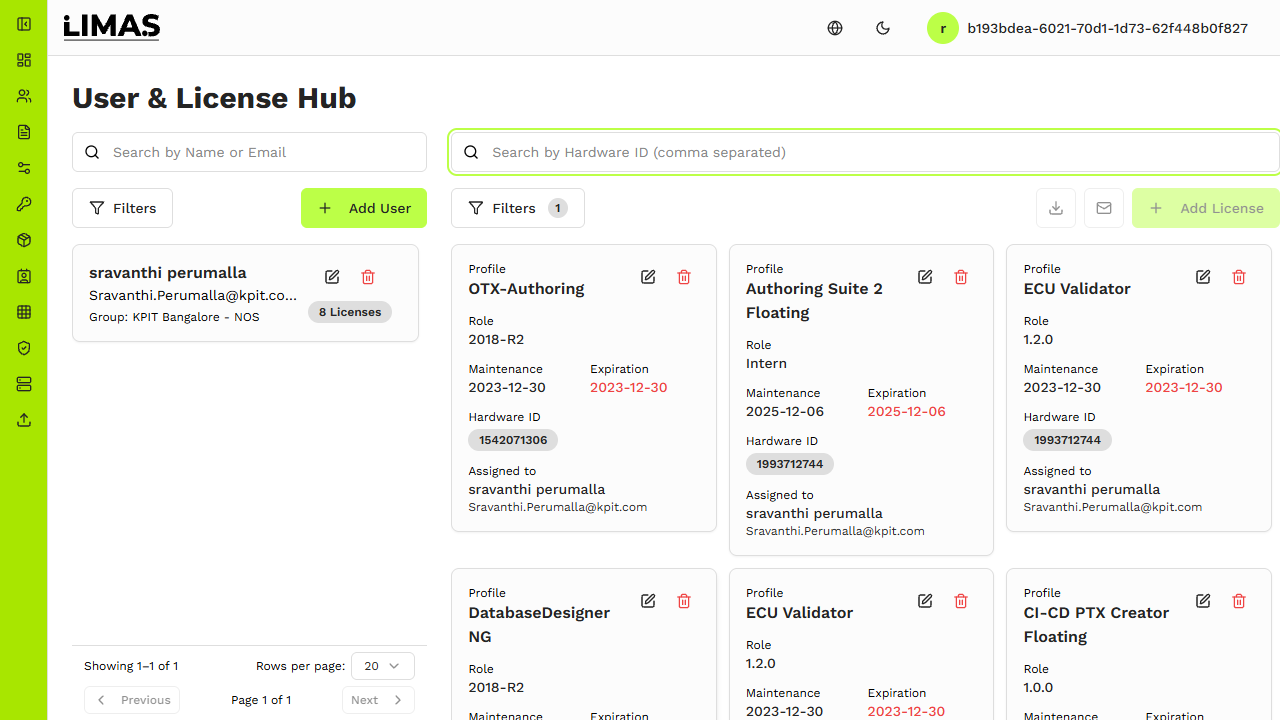 LIMAS
r
b193bdea-6021-70d1-1d73-62f448b0f827
User & License Hub
Search by Name or Email
Filters
Add User
sravanthi perumalla
Sravanthi.Perumalla@kpit.co...
Group: KPIT Bangalore - NOS
8 Licenses
Showing 1–1 of 1
Rows per page:
20
Previous
Page 1 of 1
Next
Search by Hardware ID (comma separated)
Filters
1
Add License
Profile
OTX-Authoring
Role
2018-R2
Maintenance
Expiration
2023-12-30
2023-12-30
Hardware ID
1542071306
Assigned to
sravanthi perumalla
Sravanthi.Perumalla@kpit.com
Profile
Authoring Suite 2
Floating
Role
Intern
Maintenance
Expiration
2025-12-06
2025-12-06
Hardware ID
1993712744
Assigned to
sravanthi perumalla
Sravanthi.Perumalla@kpit.com
Profile
ECU Validator
Role
1.2.0
Maintenance
Expiration
2023-12-30
2023-12-30
Hardware ID
1993712744
Assigned to
sravanthi perumalla
Sravanthi.Perumalla@kpit.com
Profile
DatabaseDesigner
NG
Role
2018-R2
Maintenance
Expiration
Profile
ECU Validator
Role
1.2.0
Maintenance
Expiration
2023-12-30
2023-12-30
Profile
CI-CD PTX Creator
Floating
Role
1.0.0
Maintenance
Expiration